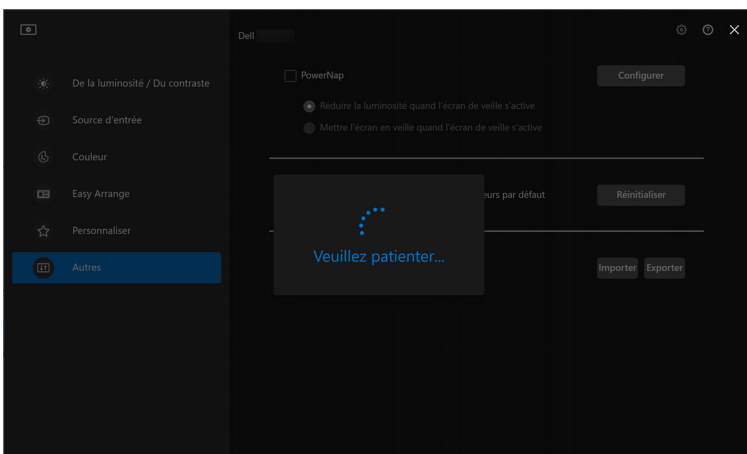 Dell
De la luminosité / Du contraste
Source d'entrée
Couleur
Easy Arrange
Personnaliser
Autres
PowerNap
Configurer
Réduire la luminosité quand l'écran de veille s'active
Mettre l'écran en veille quand l'écran de veille s'active
par défaut
Réinitialiser
Veuillez patienter...
Importer Exporter